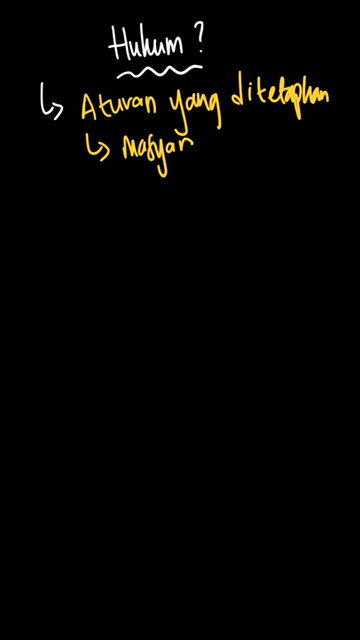 Hukum ?
↳ Aturan yang ditetapkan
↳ Masyar